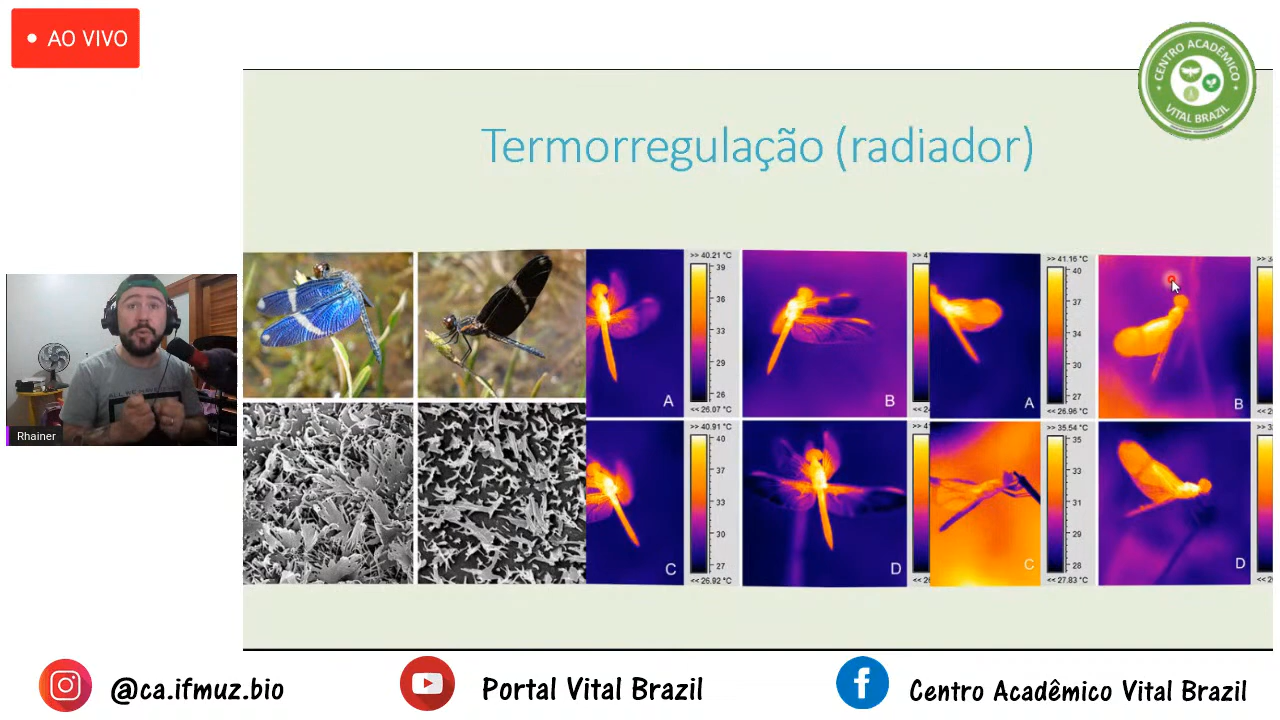 AO VIVO
CENTRO ACADÊMICO
VITAL BRAZIL
Termorregulação (radiador)
>> 40.21 °C
39
36
33
29
26
<< 26.07 °C
A
B
>> 41.16 °C
40
37
34
30
27
<< 26.96 °C
A
B
>> 40.91 °C
40
37
33
30
27
<< 26.92 °C
C
D
>> 35.54 °C
35
33
31
29
28
<< 27.83 °C
C
D
Rhainer
@ca.ifmuz.bio
Portal Vital Brazil
Centro Acadêmico Vital Brazil